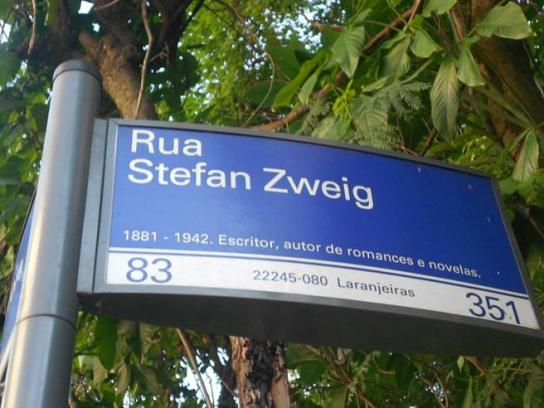 Rua
Stefan Zweig
1881 - 1942. Escritor, autor de romances e novelas.
83 22245-080 Laranjeiras 351